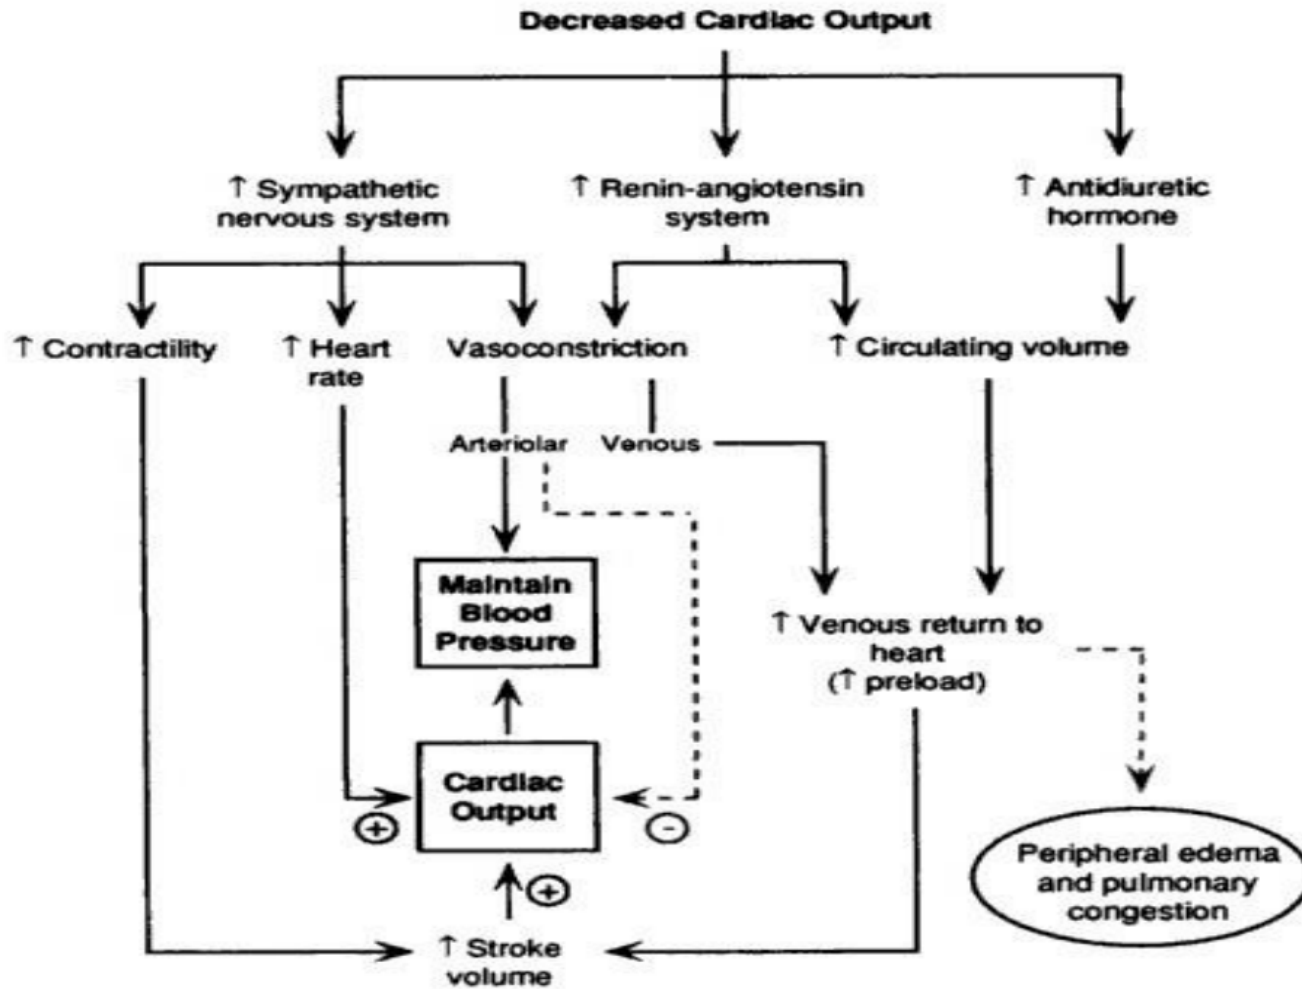 Decreased Cardiac Output
↑ Sympathetic
nervous system
↑ Renin-angiotensin
system
↑ Antidiuretic
hormone
↑ Contractility
↑ Heart
rate
Vasoconstriction
↑ Circulating volume
Arteriolar
Venous
Maintain
Blood
Pressure
↑ Venous return to
heart
(↑ preload)
Cardiac
Output
+
-
+
Peripheral edema
and pulmonary
congestion
↑ Stroke
volume